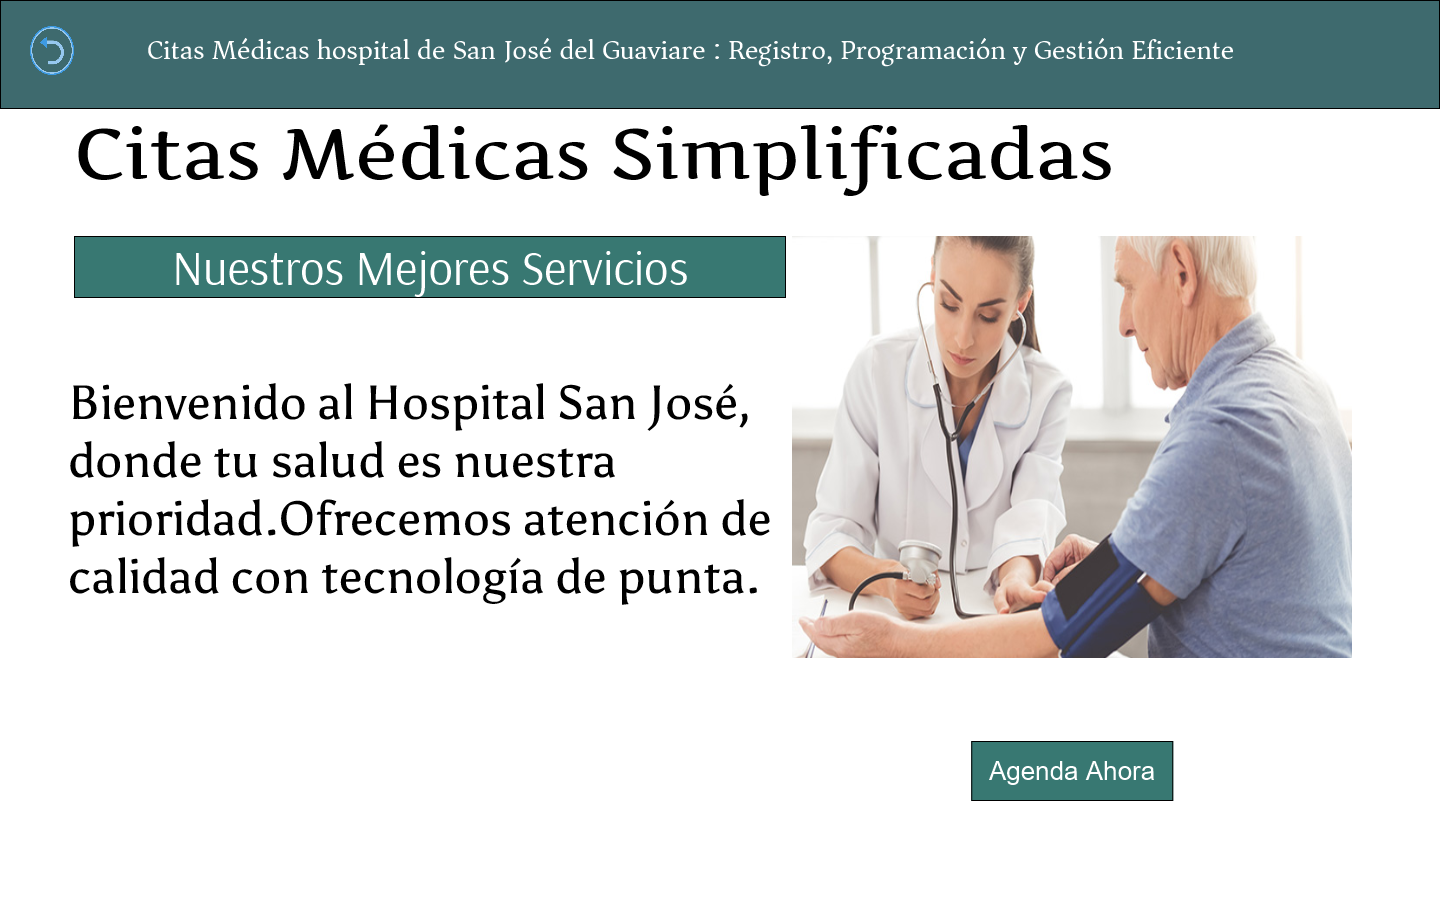 Citas Médicas hospital de San José del Guaviare : Registro, Programación y Gestión Eficiente
Citas Médicas Simplificadas
Nuestros Mejores Servicios
Bienvenido al Hospital San José,
donde tu salud es nuestra
prioridad.Ofrecemos atención de
calidad con tecnología de punta.
Agenda Ahora